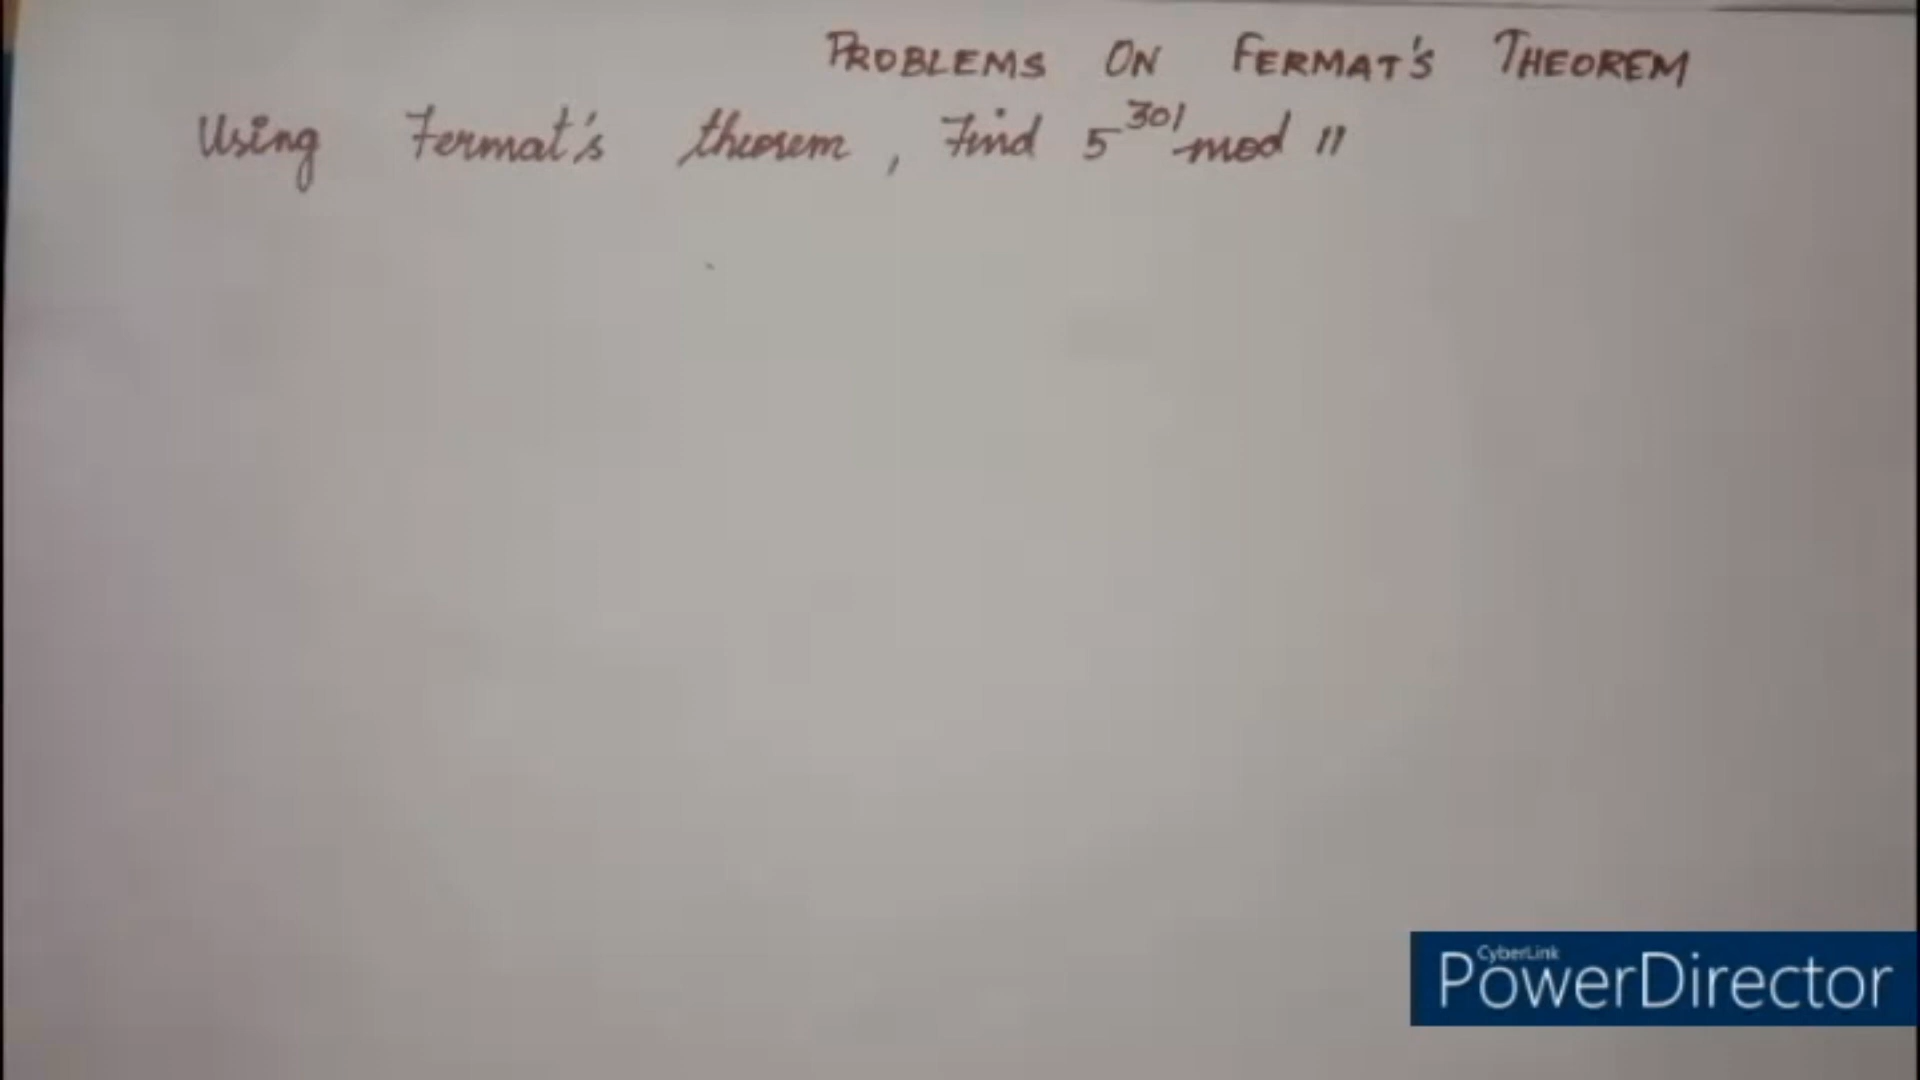 PROBLEMS ON FERMAT'S THEOREM
Using Fermat's theorem, Find 5^301 mod 11
CyberLink
PowerDirector